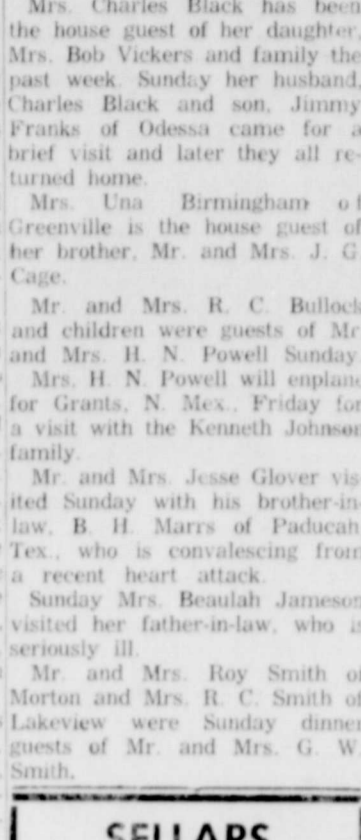 Mrs. Charles Black has been
the house guest of her daughter,
Mrs. Bob Vickers and family the
past week. Sunday her husband,
Charles Black and son, Jimmy
Franks of Odessa came for a
brief visit and later they all re-
turned home.
Mrs. Una Birmingham of
Greenville is the house guest of
her brother, Mr. and Mrs. J. G.
Cage.
Mr. and Mrs. R. C. Bullock
and children were guests of Mr.
and Mrs. H. N. Powell Sunday
Mrs. H. N. Powell will enplane
for Grants, N. Mex., Friday for
a visit with the Kenneth Johnson
family.
Mr. and Mrs. Jesse Glover vis-
ited Sunday with his brother-in-
law, B. H. Marrs of Paducah,
Tex., who is convalescing from
a recent heart attack.
Sunday Mrs. Beaulah Jameson
visited her father-in-law, who is
seriously ill.
Mr. and Mrs. Roy Smith of
Morton and Mrs. R. C. Smith of
Lakeview were Sunday dinner
guests of Mr. and Mrs. G. W.
Smith.
SELLARS